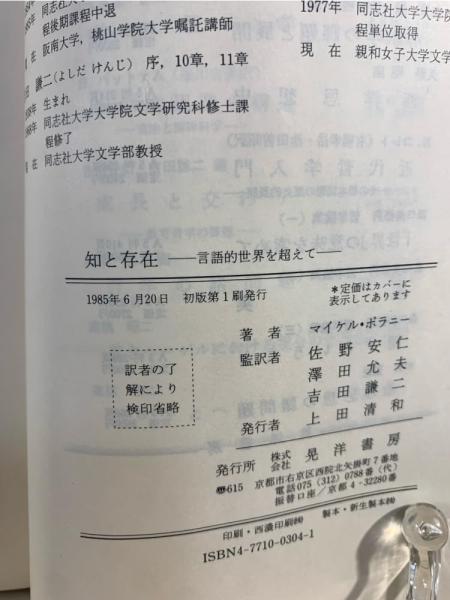 程後期課程中退
在 阪南大学, 桃山学院大学嘱託講師
田 謙二(よしだ けんじ) 序, 10章, 11章
生まれ
同志社大学大学院文学研究科修士課
程修了
在 同志社大学文学部教授
1977年 同志社大学大学院
程単位取得
現 在 親和女子大学文学
知と存在 ——言語的世界を超えて——
1985年6月20日 初版第1刷発行
*定価はカバーに
表示してあります
訳者の了
解により
検印省略
著者 マイケル・ポラニー
監訳者 佐野安仁
澤田允夫
吉田謙二
発行者 上田清和
発行所 株式会社 晃洋書房
〠615 京都市右京区西院北矢掛町7番地
電話075(312)0788番(代)
振替口座/京都4-32280番
印刷・西濃印刷㈱ 製本・新生製本㈱
ISBN4-7710-0304-1